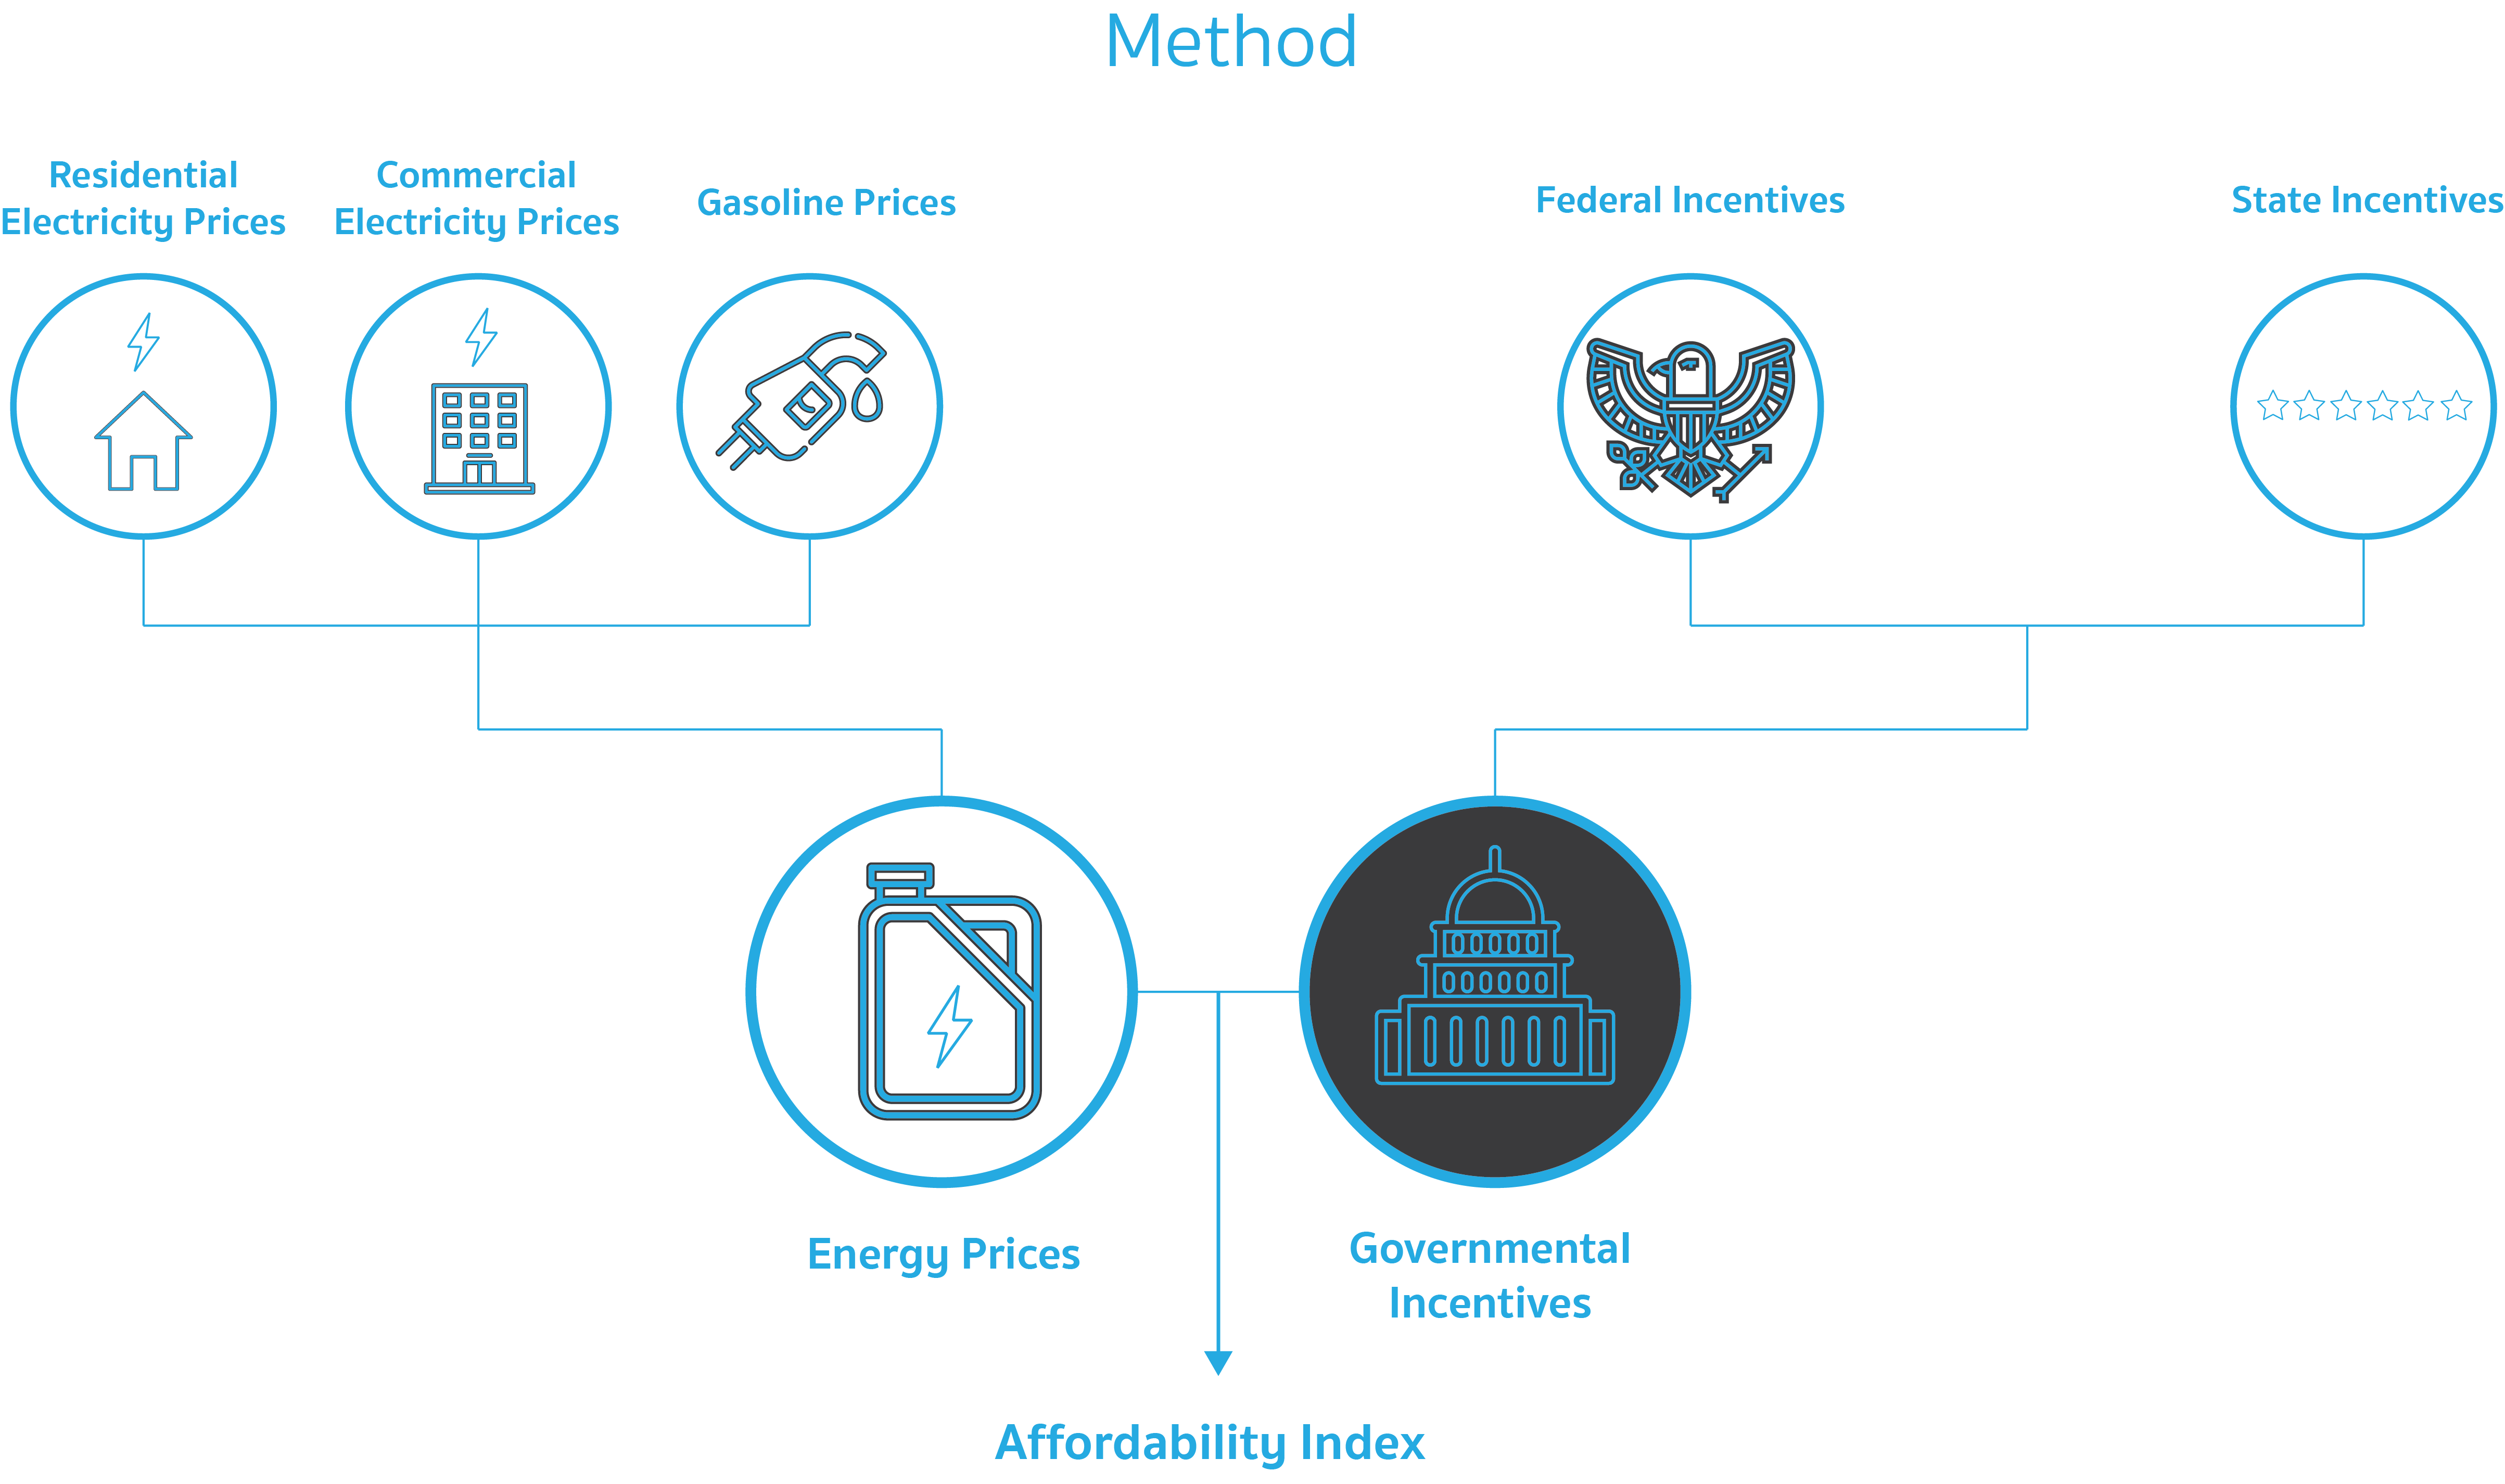 Method
Residential
Electricity Prices
Commercial
Electricity Prices
Gasoline Prices
Federal Incentives
State Incentives
Energy Prices
Governmental
Incentives
Affordability Index